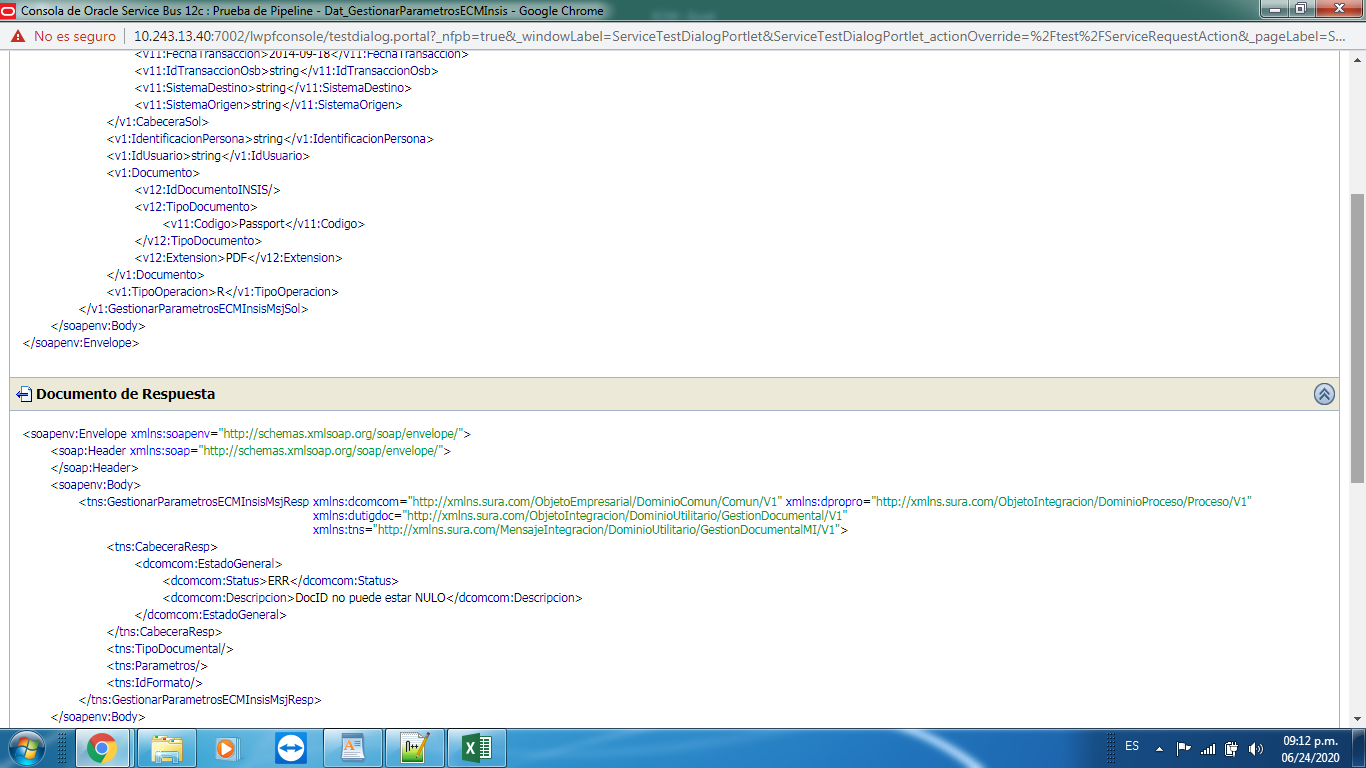 Consola de Oracle Service Bus 12c : Prueba de Pipeline - Dat_GestionarParametrosECMInsis - Google Chrome
No es seguro | 10.243.13.40:7002/lwpfconsole/testdialog.portal?_nfpb=true&_windowLabel=ServiceTestDialogPortlet&ServiceTestDialogPortlet_actionOverride=%2Ftest%2FServiceRequestAction&_pageLabel=S...
<v11:FechaTransaccion>2014-09-18</v11:FechaTransaccion>
<v11:IdTransaccionOsb>string</v11:IdTransaccionOsb>
<v11:SistemaDestino>string</v11:SistemaDestino>
<v11:SistemaOrigen>string</v11:SistemaOrigen>
</v1:CabeceraSol>
<v1:IdentificacionPersona>string</v1:IdentificacionPersona>
<v1:IdUsuario>string</v1:IdUsuario>
<v1:Documento>
<v12:IdDocumentoINSIS/>
<v12:TipoDocumento>
<v11:Codigo>Passport</v11:Codigo>
</v12:TipoDocumento>
<v12:Extension>PDF</v12:Extension>
</v1:Documento>
<v1:TipoOperacion>R</v1:TipoOperacion>
</v1:GestionarParametrosECMInsisMsjSol>
</soapenv:Body>
</soapenv:Envelope>
Documento de Respuesta
<soapenv:Envelope xmlns:soapenv="http://schemas.xmlsoap.org/soap/envelope/">
<soap:Header xmlns:soap="http://schemas.xmlsoap.org/soap/envelope/">
</soap:Header>
<soapenv:Body>
<tns:GestionarParametrosECMInsisMsjResp xmlns:dcomcom="http://xmlns.sura.com/ObjetoEmpresarial/DominioComun/Comun/V1" xmlns:dpropro="http://xmlns.sura.com/ObjetoIntegracion/DominioProceso/Proceso/V1"
xmlns:dutigdoc="http://xmlns.sura.com/ObjetoIntegracion/DominioUtilitario/GestionDocumental/V1"
xmlns:tns="http://xmlns.sura.com/MensajeIntegracion/DominioUtilitario/GestionDocumentalMI/V1">
<tns:CabeceraResp>
<dcomcom:EstadoGeneral>
<dcomcom:Status>ERR</dcomcom:Status>
<dcomcom:Descripcion>DocID no puede estar NULO</dcomcom:Descripcion>
</dcomcom:EstadoGeneral>
</tns:CabeceraResp>
<tns:TipoDocumental/>
<tns:Parametros/>
<tns:IdFormato/>
</tns:GestionarParametrosECMInsisMsjResp>
</soapenv:Body>
ES
09:12 p.m.
06/24/2020